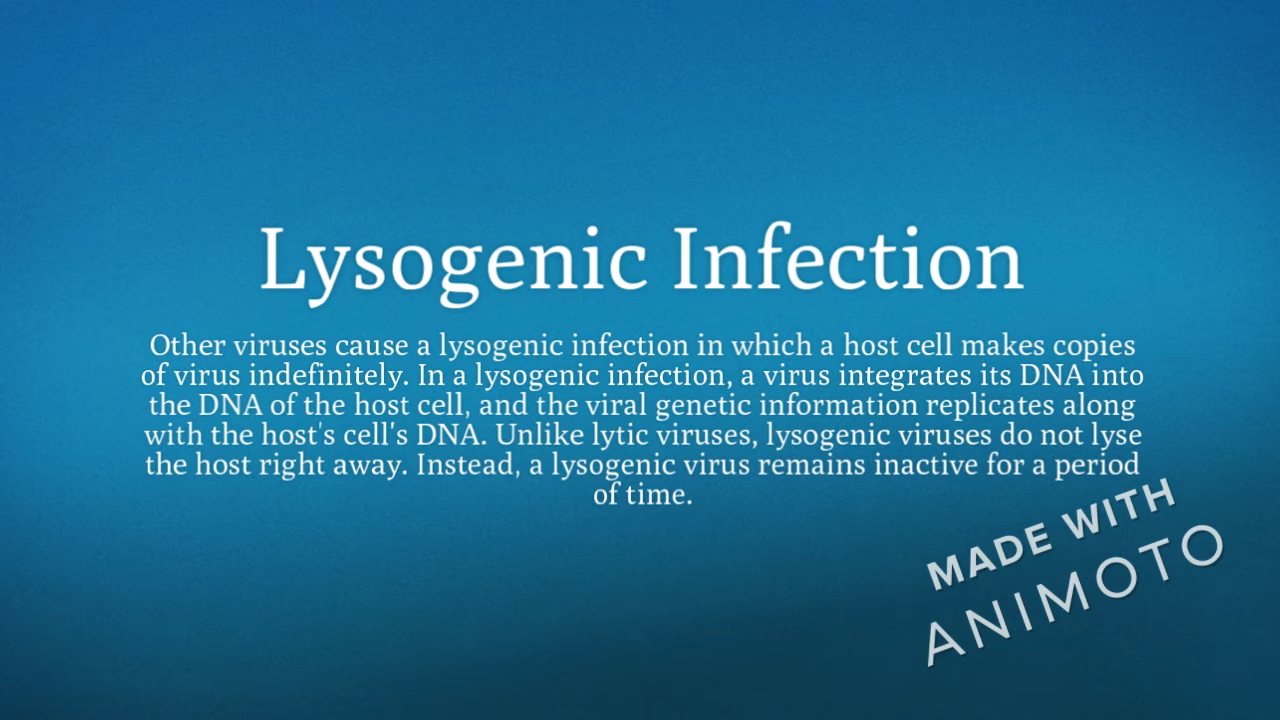 Lysogenic Infection
Other viruses cause a lysogenic infection in which a host cell makes copies
of virus indefinitely. In a lysogenic infection, a virus integrates its DNA into
the DNA of the host cell, and the viral genetic information replicates along
with the host's cell's DNA. Unlike lytic viruses, lysogenic viruses do not lyse
the host right away. Instead, a lysogenic virus remains inactive for a period
of time.
MADE WITH
ANIMOTO